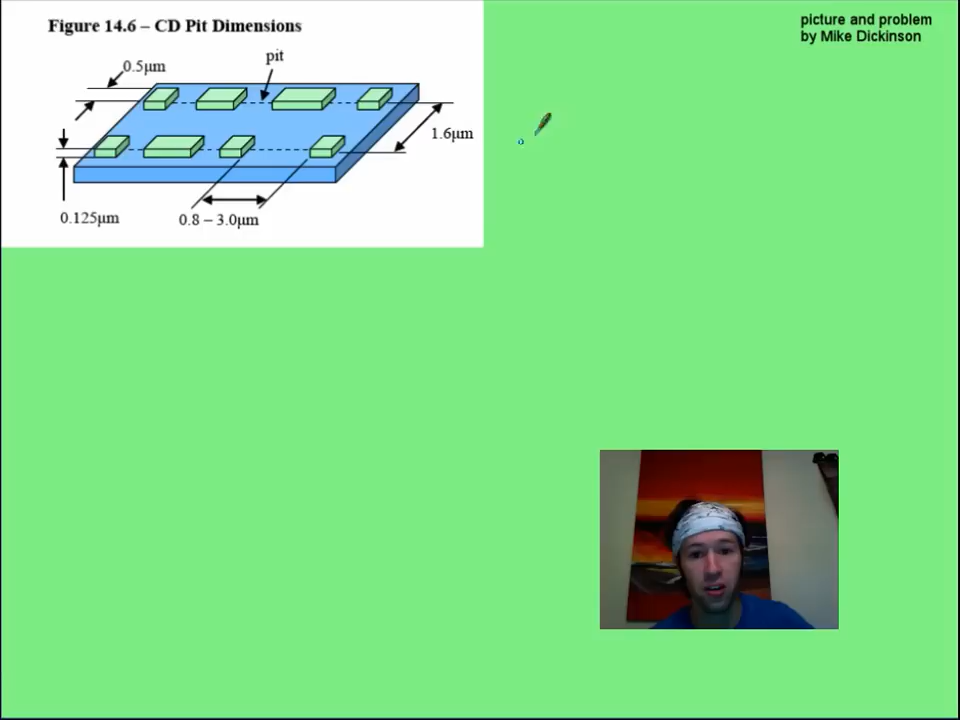 Figure 14.6 – CD Pit Dimensions
picture and problem
by Mike Dickinson
pit
0.5μm
1.6μm
0.125μm
0.8 – 3.0μm